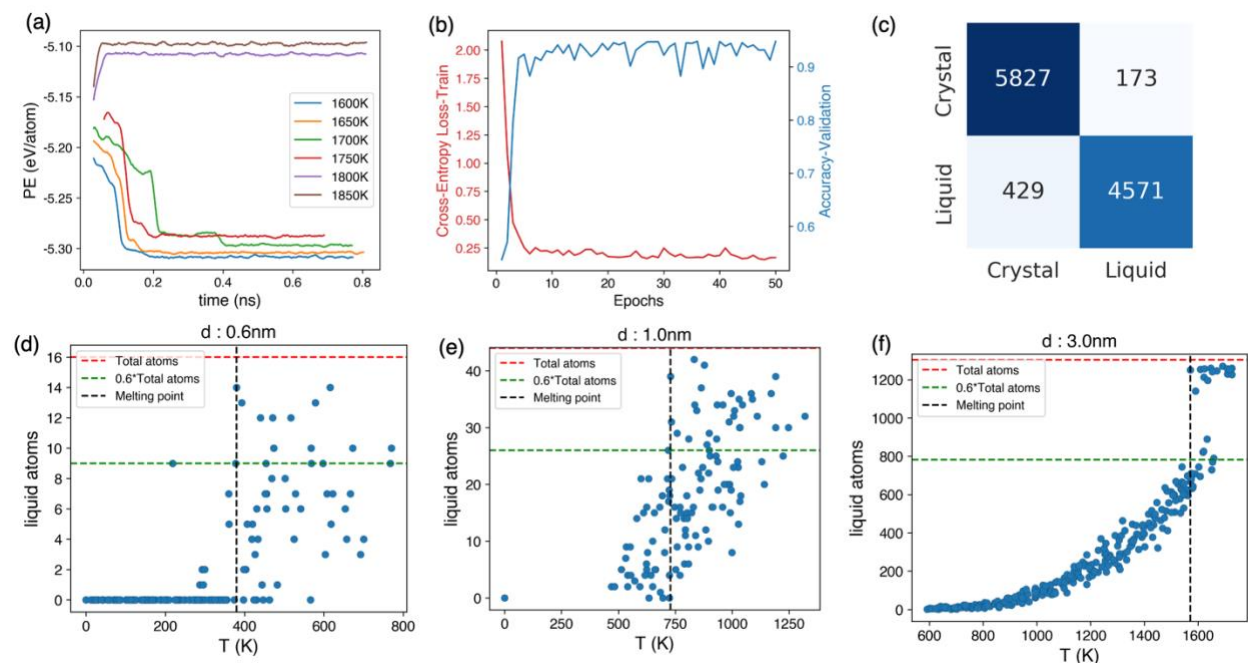 (a)
PE (eV/atom)
-5.10
-5.15
-5.20
-5.25
-5.30
1600K
1650K
1700K
1750K
1800K
1850K
0.0 0.2 0.4 0.6 0.8
time (ns)
(b)
Cross-Entropy Loss-Train
2.00
1.75
1.50
1.25
1.00
0.75
0.50
0.25
0.9
0.8
0.7
0.6
Accuracy-Validation
0 10 20 30 40 50
Epochs
(c)
Crystal
5827 173
Liquid
429 4571
Crystal Liquid
(d)
d : 0.6nm
liquid atoms
16
14
12
10
8
6
4
2
0
Total atoms
0.6*Total atoms
Melting point
0 200 400 600 800
T (K)
(e)
d : 1.0nm
liquid atoms
40
30
20
10
0
Total atoms
0.6*Total atoms
Melting point
0 250 500 750 1000 1250
T (K)
(f)
d : 3.0nm
liquid atoms
1200
1000
800
600
400
200
0
Total atoms
0.6*Total atoms
Melting point
600 800 1000 1200 1400 1600
T (K)